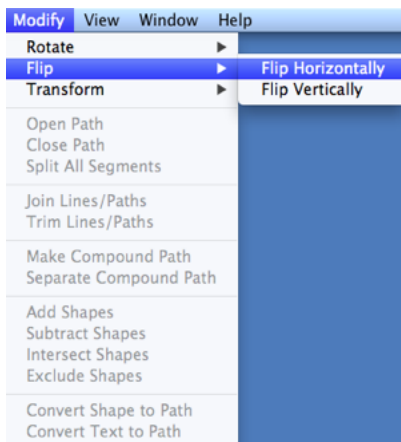 Modify View Window Help
Rotate
Flip
Flip Horizontally
Transform
Flip Vertically
Open Path
Close Path
Split All Segments
Join Lines/Paths
Trim Lines/Paths
Make Compound Path
Separate Compound Path
Add Shapes
Subtract Shapes
Intersect Shapes
Exclude Shapes
Convert Shape to Path
Convert Text to Path